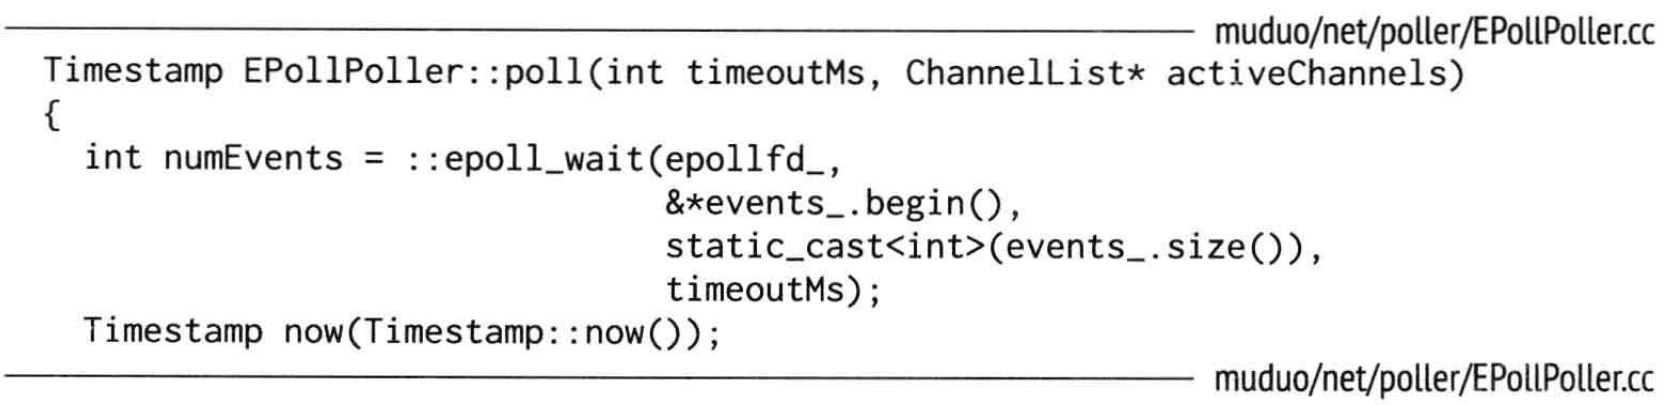 muduo/net/poller/EPollPoller.cc
Timestamp EPollPoller::poll(int timeoutMs, ChannelList* activeChannels)
{
  int numEvents = ::epoll_wait(epollfd_,
                               &*events_.begin(),
                               static_cast<int>(events_.size()),
                               timeoutMs);
  Timestamp now(Timestamp::now());
muduo/net/poller/EPollPoller.cc